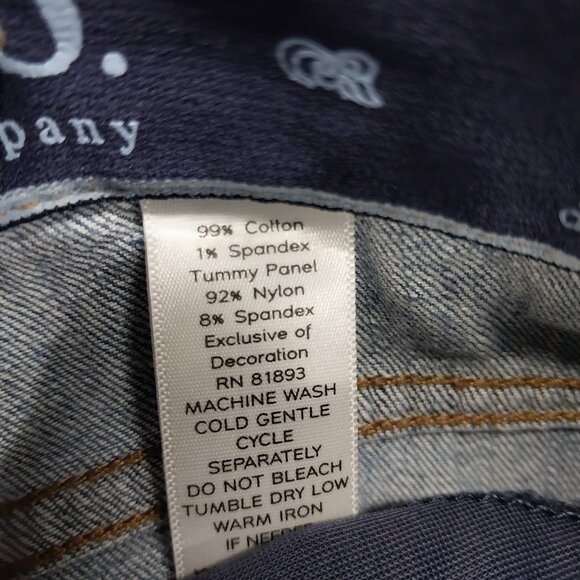 pany
99% Cotton
1% Spandex
Tummy Panel
92% Nylon
8% Spandex
Exclusive of
Decoration
RN 81893
MACHINE WASH
COLD GENTLE
CYCLE
SEPARATELY
DO NOT BLEACH
TUMBLE DRY LOW
WARM IRON
IF